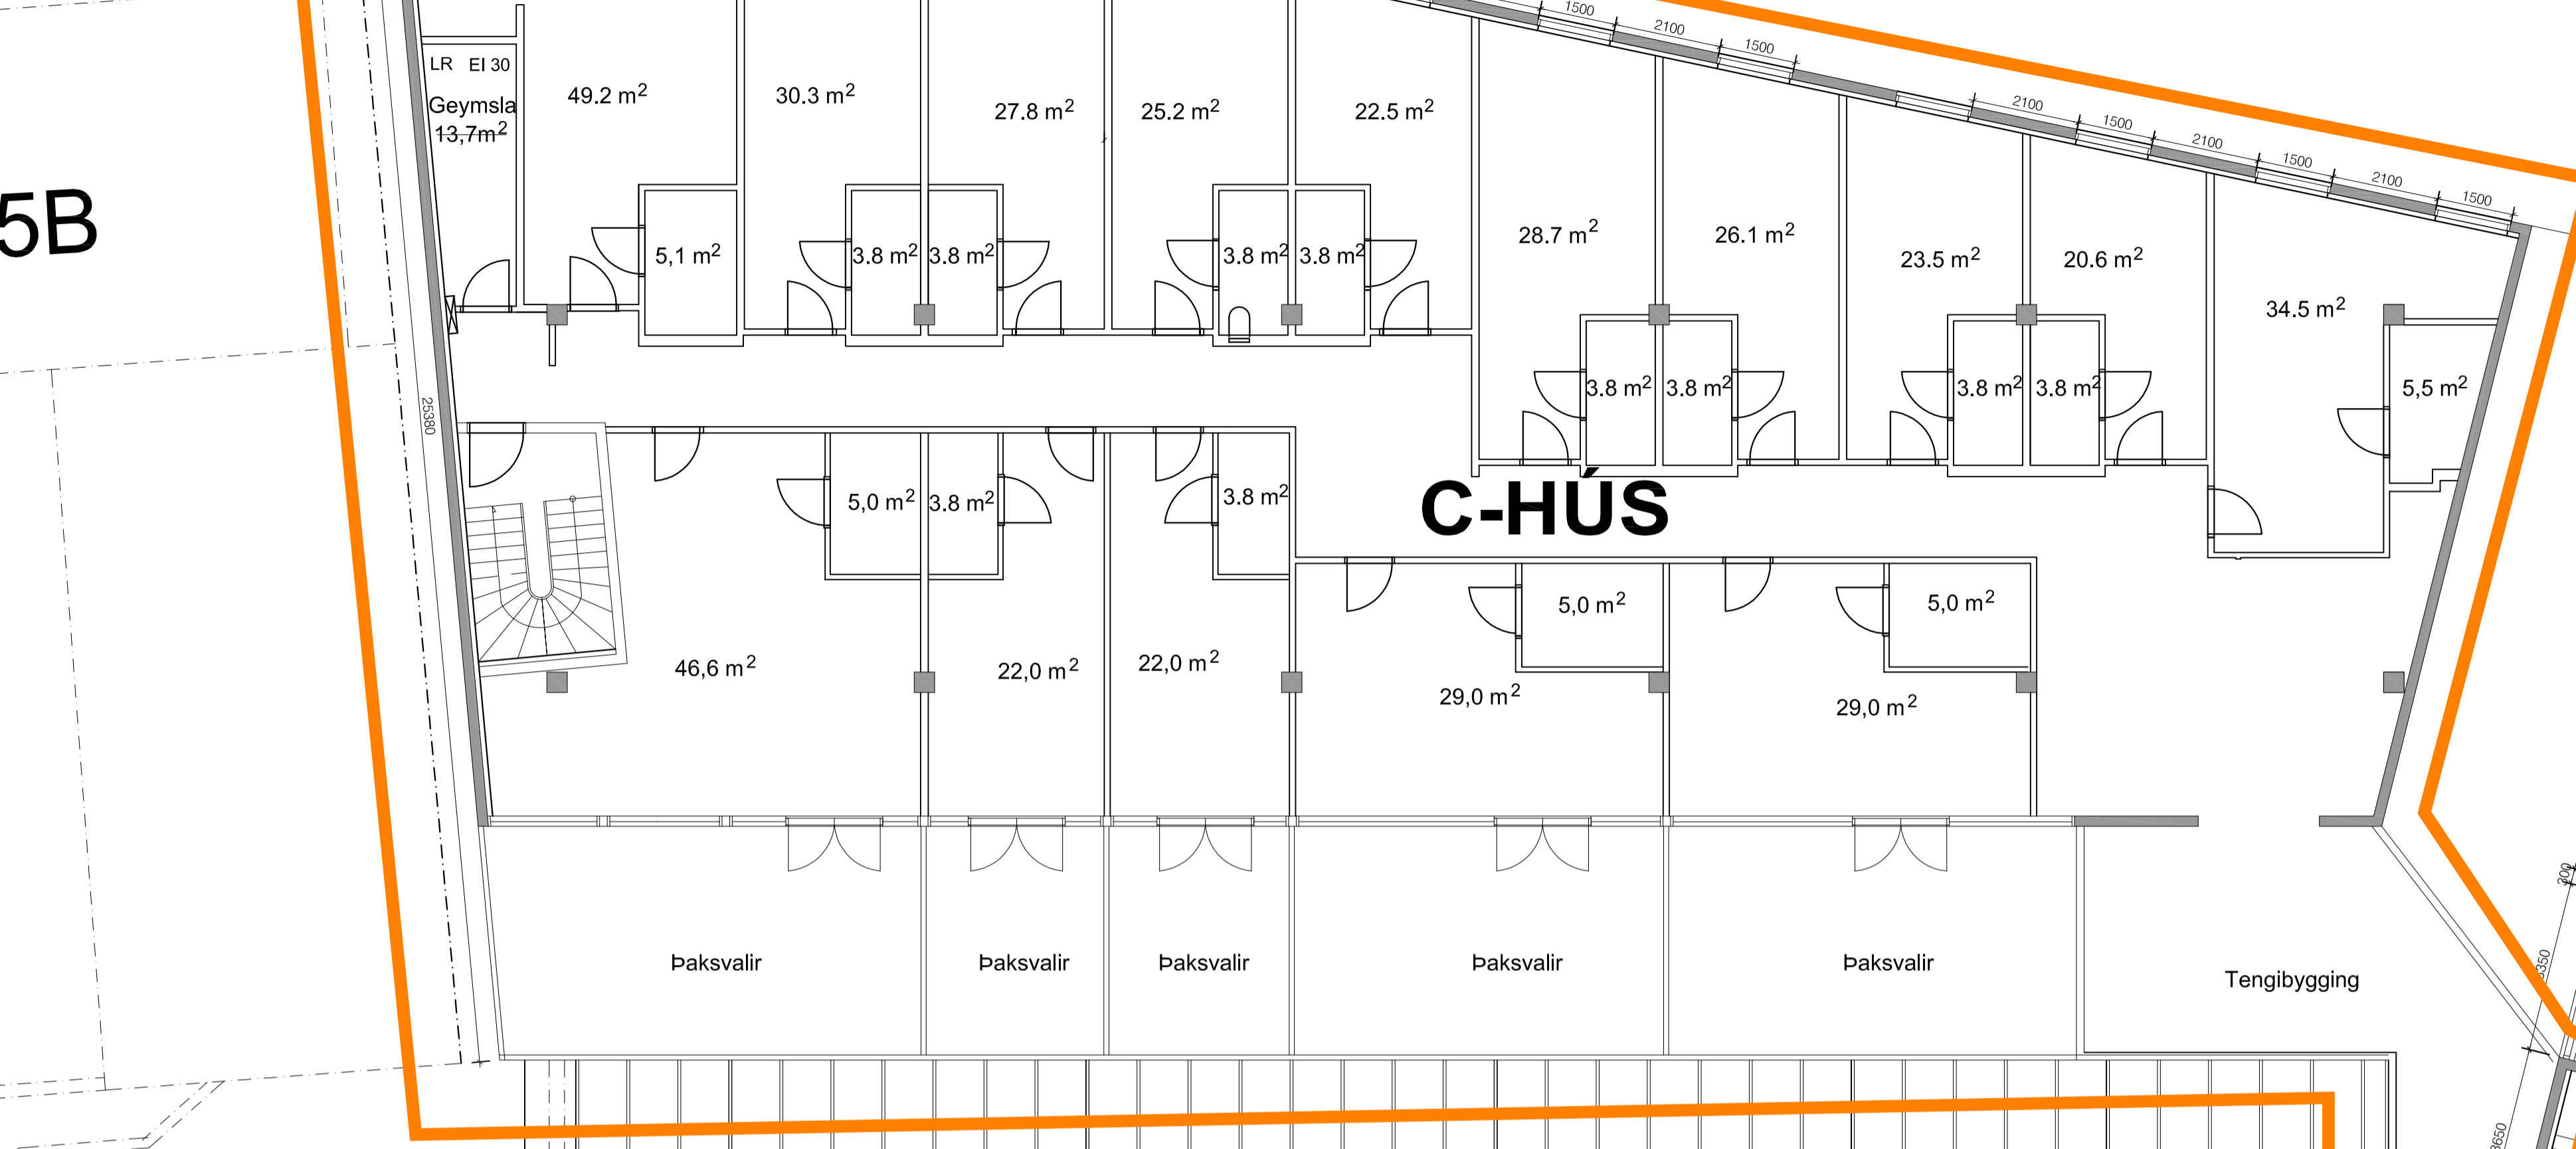 1500
2100
1500
2100
1500
2100
1500
2100
1500
LR EI 30
Geymsla
13,7m²
49.2 m²
30.3 m²
27.8 m²
25.2 m²
22.5 m²
5B
5,1 m²
3.8 m²
3.8 m²
3.8 m²
3.8 m²
28.7 m²
26.1 m²
23.5 m²
20.6 m²
34.5 m²
25380
3.8 m²
3.8 m²
3.8 m²
3.8 m²
5,5 m²
5,0 m²
3.8 m²
3.8 m²
C-HÚS
5,0 m²
5,0 m²
46,6 m²
22,0 m²
22,0 m²
29,0 m²
29,0 m²
300
Þaksvalir
Þaksvalir
Þaksvalir
Þaksvalir
Þaksvalir
Tengibygging